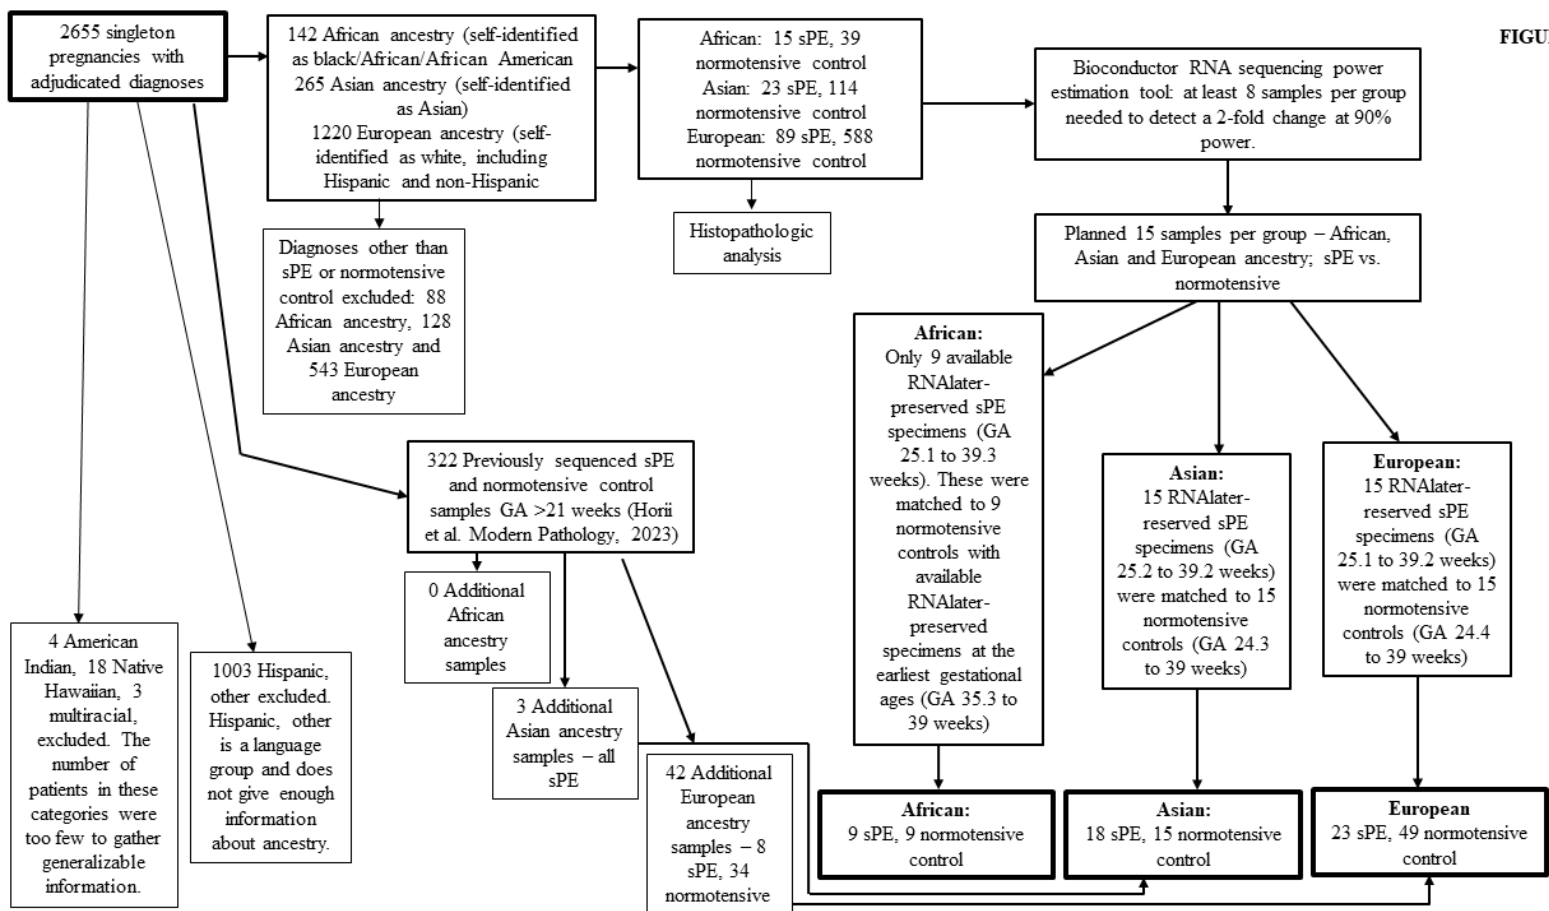 2655 singleton
pregnancies with
adjudicated diagnoses
142 African ancestry (self-identified
as black/African/African American
265 Asian ancestry (self-identified
as Asian)
1220 European ancestry (self-
identified as white, including
Hispanic and non-Hispanic
African: 15 sPE, 39
normotensive control
Asian: 23 sPE, 114
normotensive control
European: 89 sPE, 588
normotensive control
FIGU
Bioconductor RNA sequencing power
estimation tool: at least 8 samples per group
needed to detect a 2-fold change at 90%
power.
Diagnoses other than
sPE or normotensive
control excluded: 88
African ancestry, 128
Asian ancestry and
543 European
ancestry
Histopathologic
analysis
Planned 15 samples per group – African,
Asian and European ancestry; sPE vs.
normotensive
African:
Only 9 available
RNAlater-
preserved sPE
specimens (GA
25.1 to 39.3
weeks). These were
matched to 9
normotensive
controls with
available
RNAlater-
preserved
specimens at the
earliest gestational
ages (GA 35.3 to
39 weeks)
Asian:
15 RNAlater-
reserved sPE
specimens (GA
25.2 to 39.2 weeks)
were matched to 15
normotensive
controls (GA 24.3
to 39 weeks)
European:
15 RNAlater-
reserved sPE
specimens (GA
25.1 to 39.2 weeks)
were matched to 15
normotensive
controls (GA 24.4
to 39 weeks)
322 Previously sequenced sPE
and normotensive control
samples GA >21 weeks (Horii
et al. Modern Pathology, 2023)
0 Additional
African
ancestry
samples
3 Additional
Asian ancestry
samples – all
sPE
42 Additional
European
ancestry
samples – 8
sPE, 34
normotensive
4 American
Indian, 18 Native
Hawaiian, 3
multiracial,
excluded. The
number of
patients in these
categories were
too few to gather
generalizable
information.
1003 Hispanic,
other excluded.
Hispanic, other
is a language
group and does
not give enough
information
about ancestry.
African:
9 sPE, 9 normotensive
control
Asian:
18 sPE, 15 normotensive
control
European
23 sPE, 49 normotensive
control